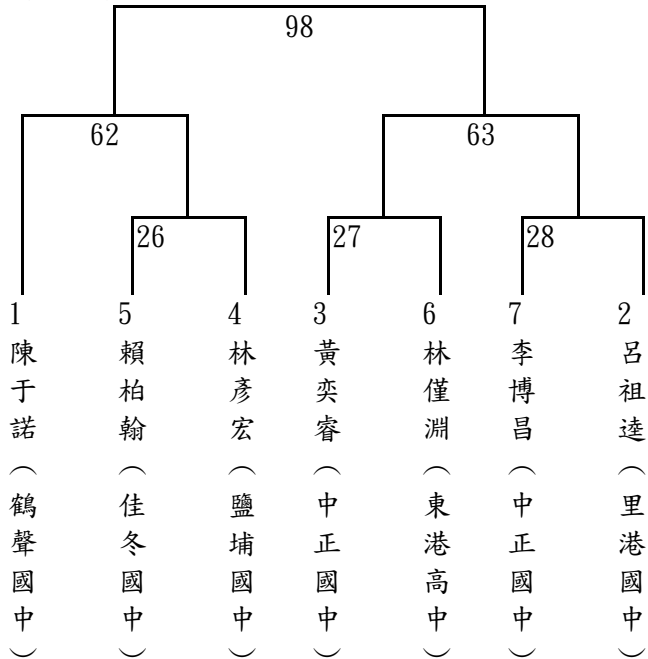 98
62
63
26
27
28
1
陳于諾（鶴聲國中）
5
賴柏翰（佳冬國中）
4
林彥宏（鹽埔國中）
3
黃奕睿（中正國中）
6
林僅淵（東港高中）
7
李博昌（中正國中）
2
呂祖逵（里港國中）